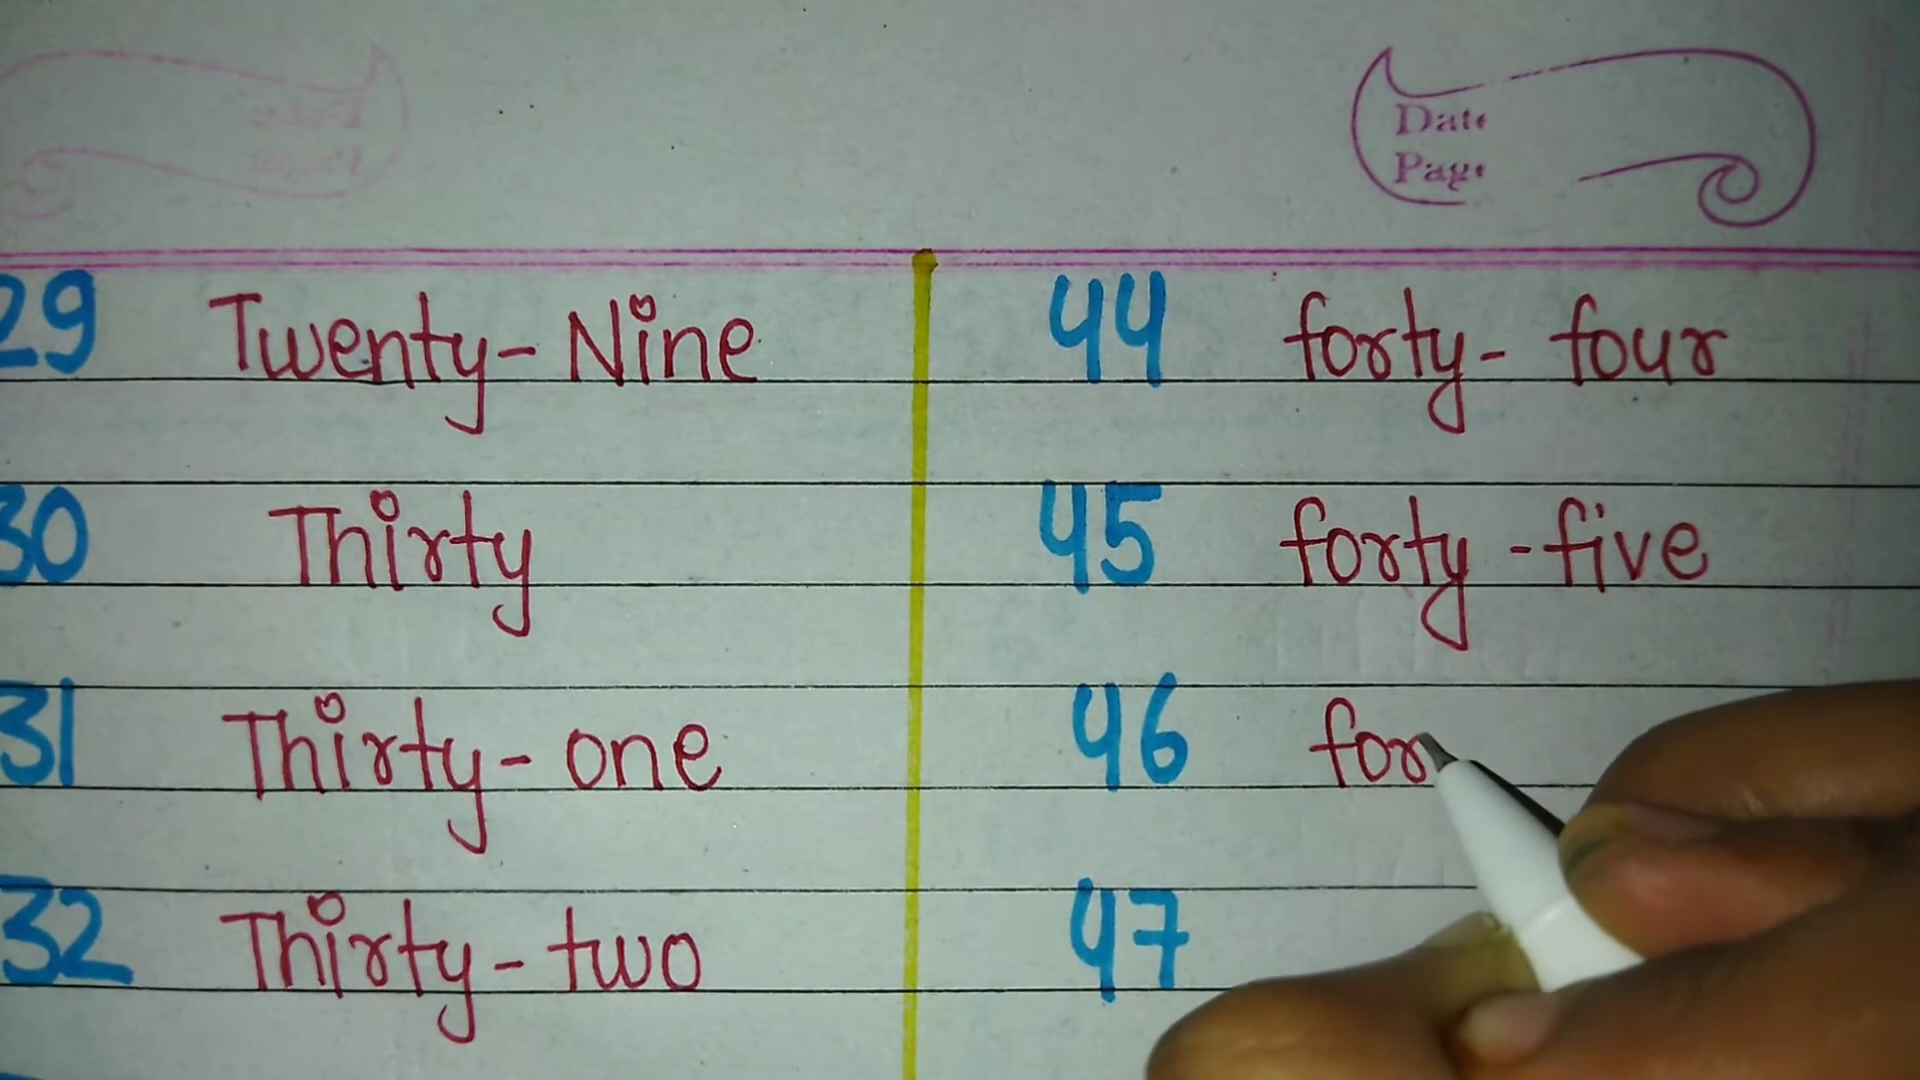 Date
Page
29 Twenty-Nine
30 Thirty
31 Thirty-one
32 Thirty-two
44 forty-four
45 forty-five
46 for
47